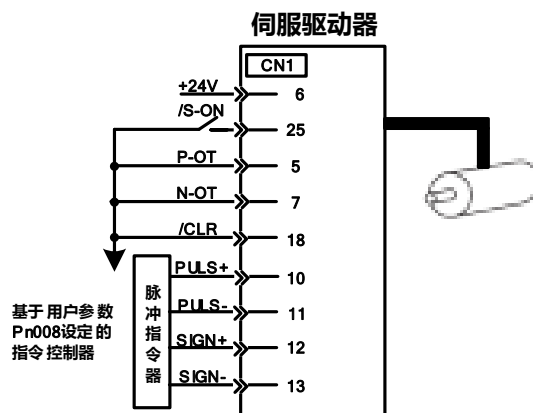 伺服驱动器
CN1
+24V 6
/S-ON 25
P-OT 5
N-OT 7
/CLR 18
PULS+ 10
PULS- 11
SIGN+ 12
SIGN- 13
脉冲指令器
基于用户参数
Pn008设定的
指令控制器